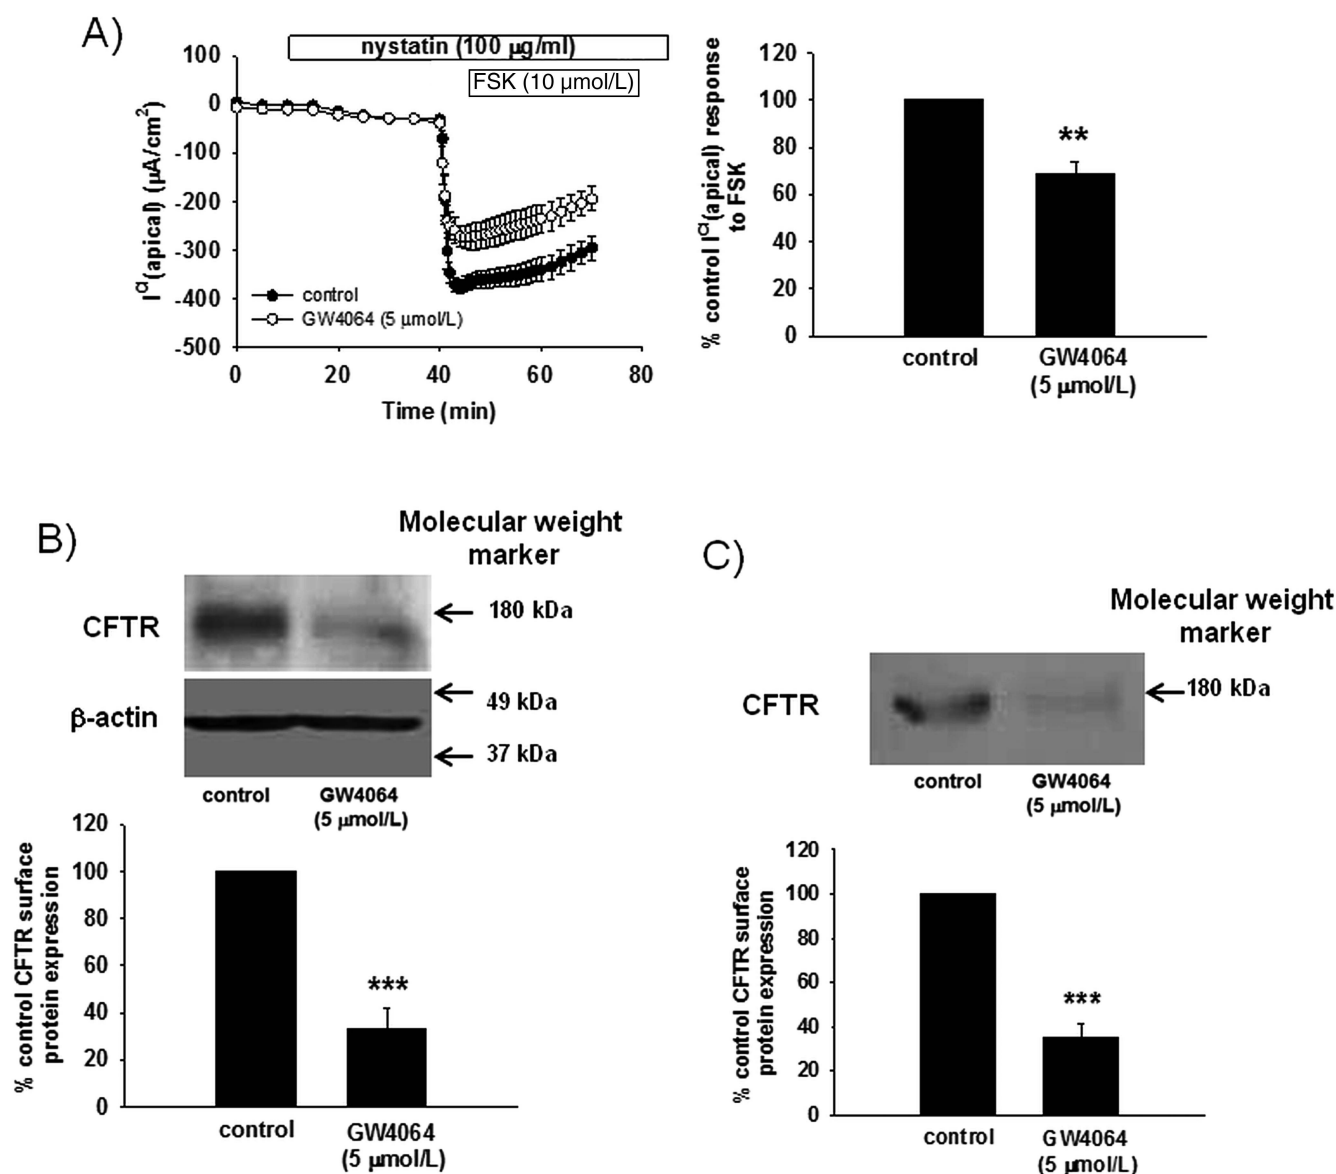 A)
nystatin (100 µg/ml)
FSK (10 µmol/L)
I^Cl(apical) (µA/cm²)
100
0
-100
-200
-300
-400
-500
control
GW4064 (5 µmol/L)
0 20 40 60 80
Time (min)
% control I^Cl(apical) response
to FSK
120
100
80
60
40
20
0
**
control
GW4064
(5 µmol/L)
B)
Molecular weight
marker
CFTR
180 kDa
β-actin
49 kDa
37 kDa
control
GW4064
(5 µmol/L)
% control CFTR surface
protein expression
120
100
80
60
40
20
0
***
control
GW4064
(5 µmol/L)
C)
Molecular weight
marker
CFTR
180 kDa
control
GW4064
(5 µmol/L)
% control CFTR surface
protein expression
120
100
80
60
40
20
0
***
control
GW4064
(5 µmol/L)